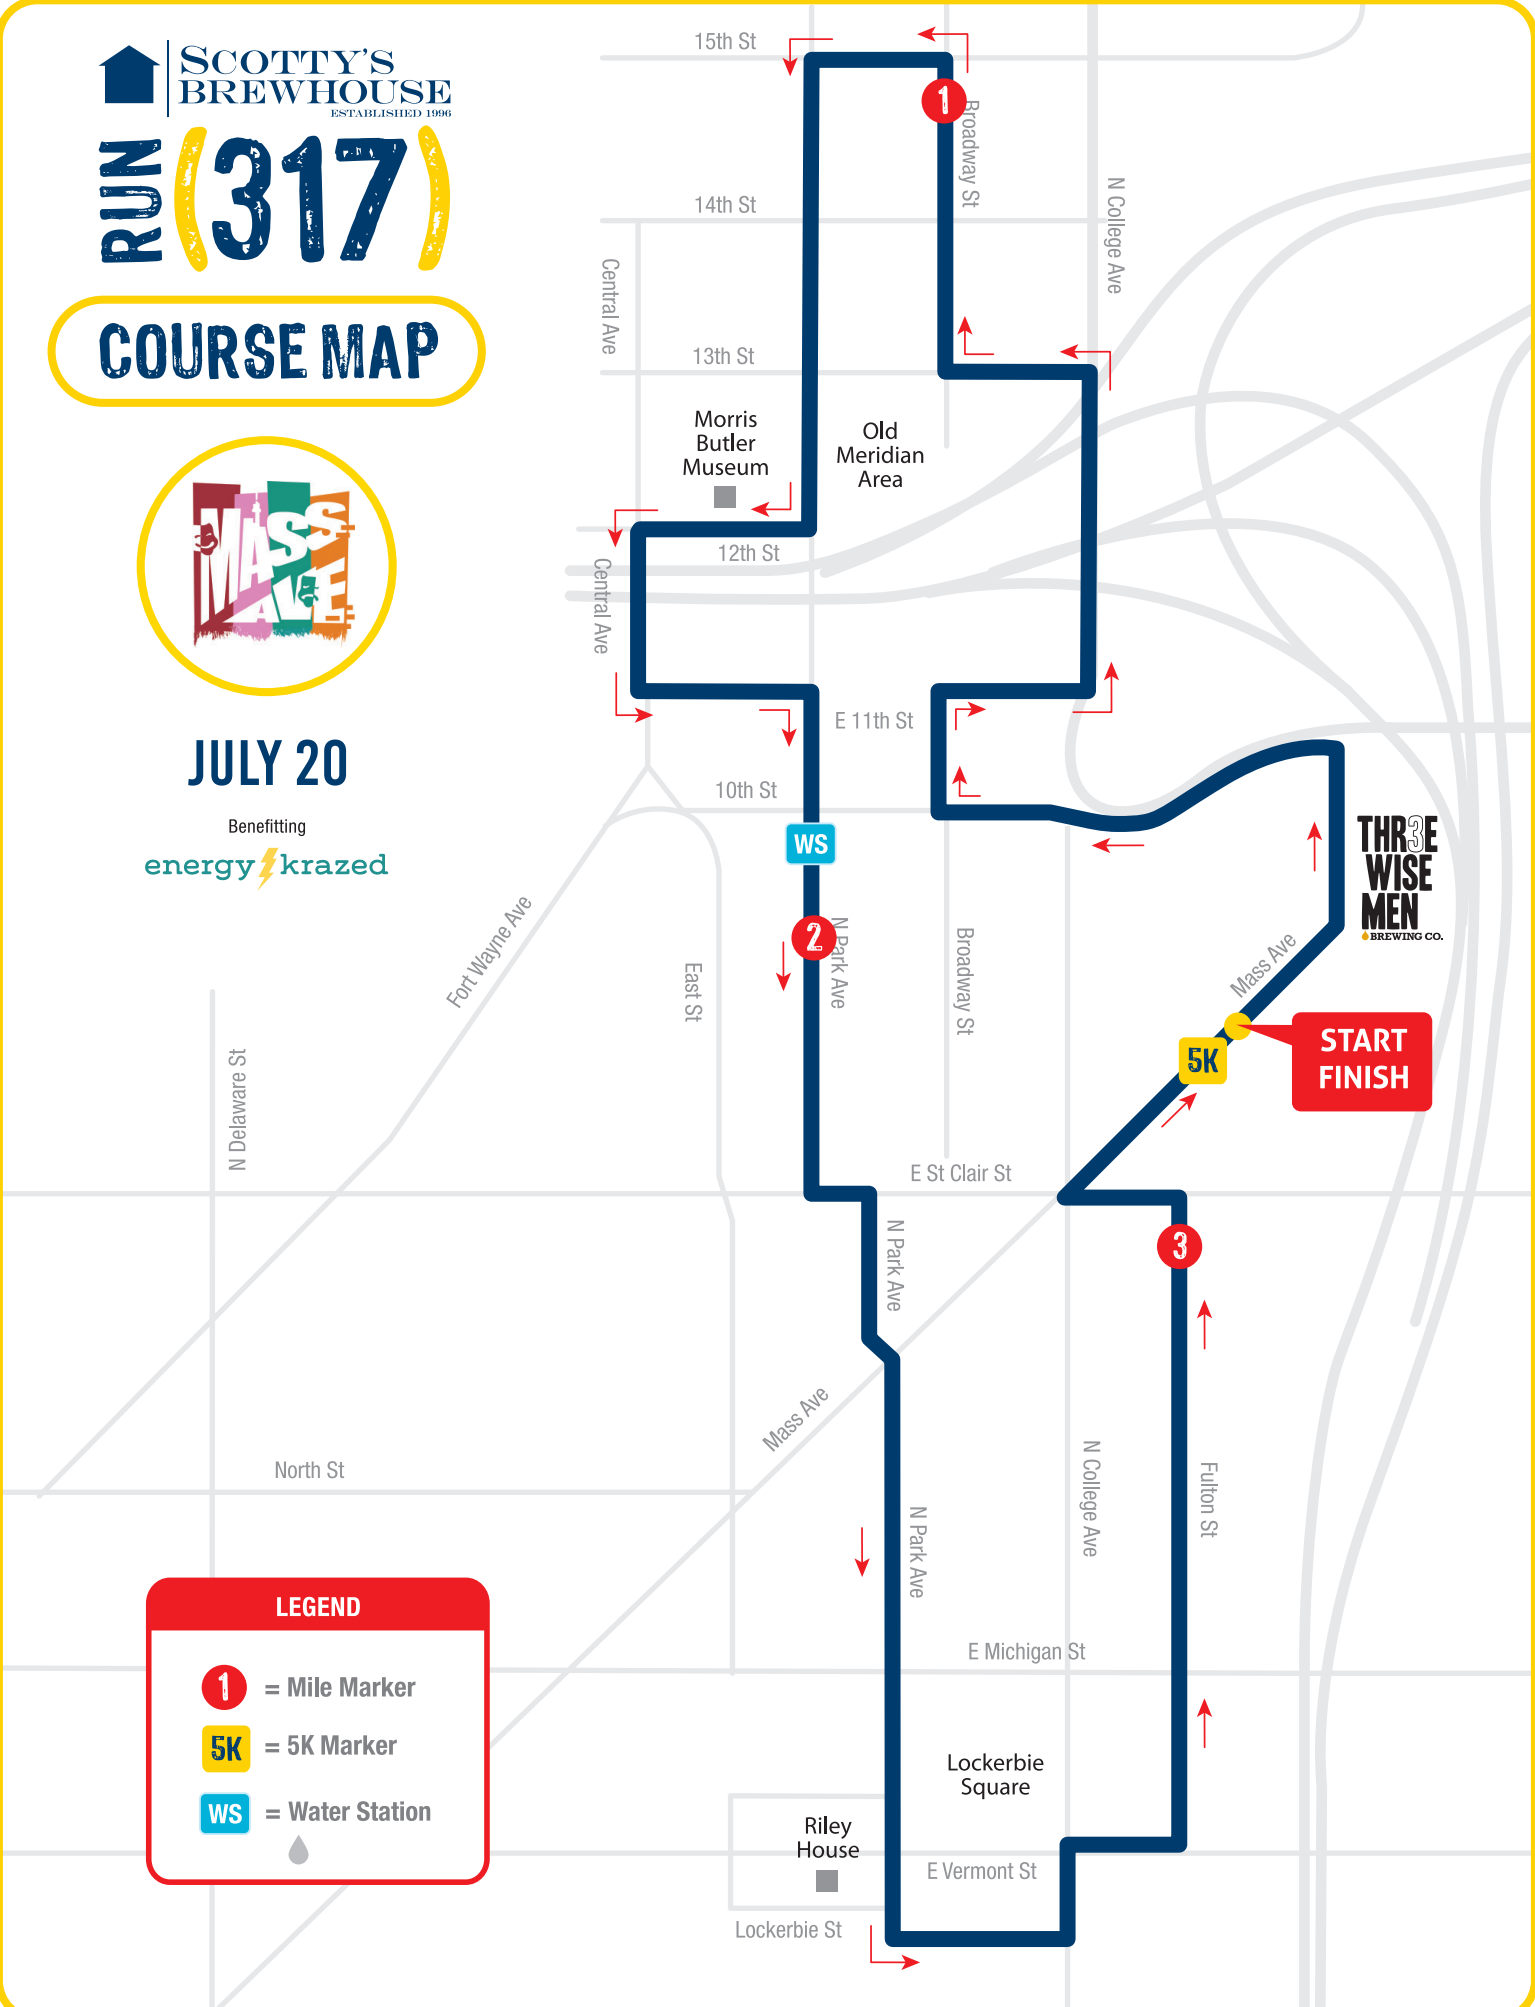 SCOTTY'S
BREWHOUSE
ESTABLISHED 1996
RUN (317)
COURSE MAP
MASS
AVE
JULY 20
Benefitting
energy krazed
15th St
1
Broadway St
14th St
N College Ave
Central Ave
13th St
Morris
Butler
Museum
Old
Meridian
Area
12th St
Central Ave
E 11th St
10th St
WS
THR3E
WISE
MEN
BREWING CO.
Fort Wayne Ave
2
N Park Ave
East St
Broadway St
Mass Ave
START
FINISH
5K
N Delaware St
E St Clair St
N Park Ave
3
Mass Ave
North St
N College Ave
Fulton St
N Park Ave
LEGEND
1 = Mile Marker
5K = 5K Marker
WS = Water Station
E Michigan St
Lockerbie
Square
Riley
House
E Vermont St
Lockerbie St